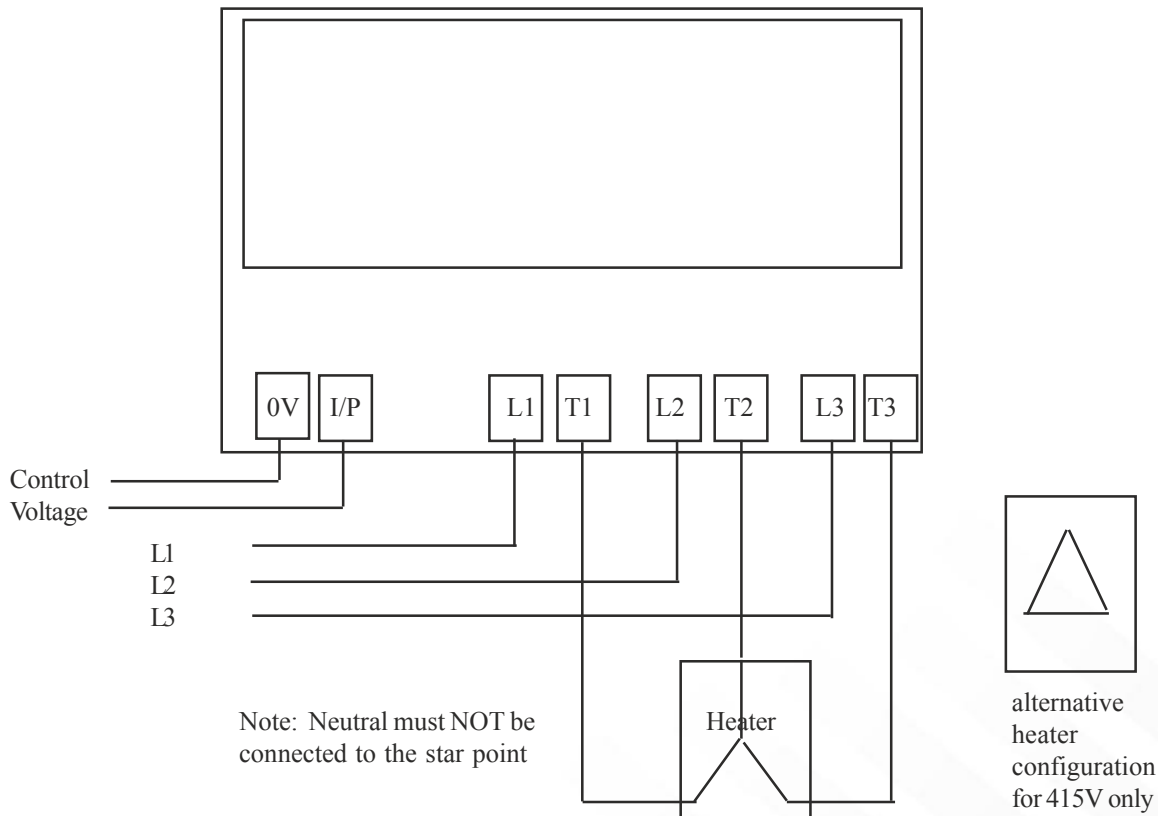 0V I/P L1 T1 L2 T2 L3 T3
Control
Voltage
L1
L2
L3
Note: Neutral must NOT be
connected to the star point
Heater
alternative
heater
configuration
for 415V only